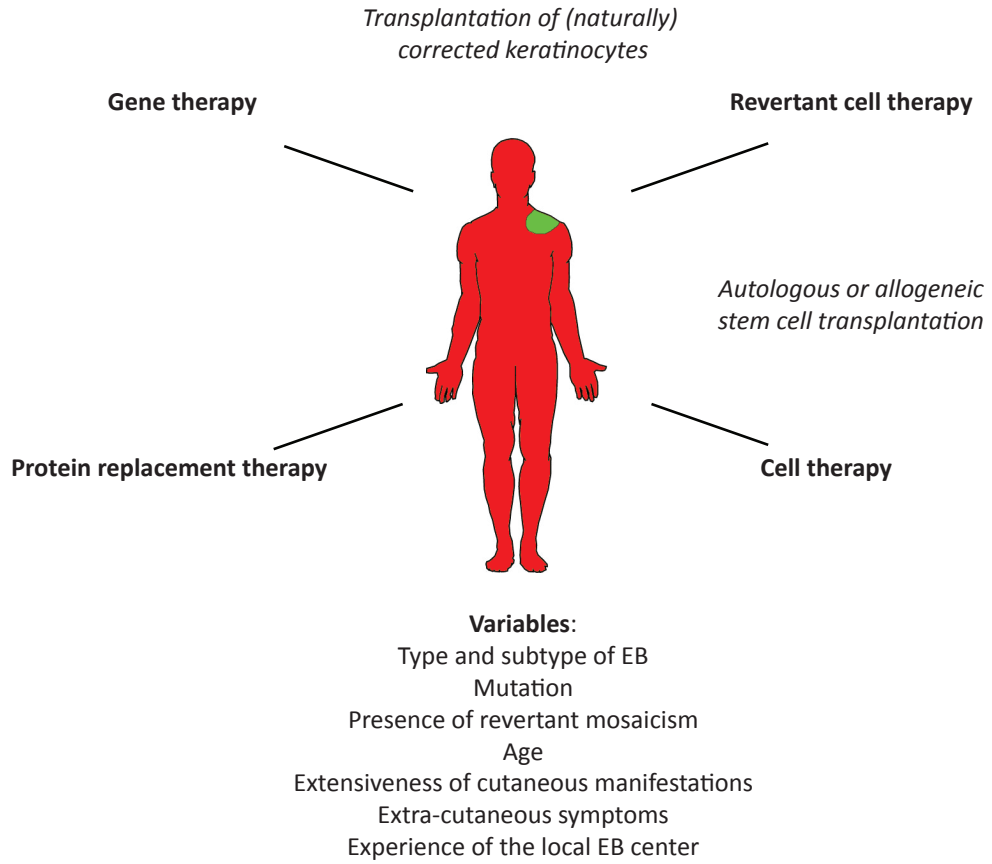 Transplantation of (naturally)
corrected keratinocytes
Gene therapy
Revertant cell therapy
Autologous or allogeneic
stem cell transplantation
Protein replacement therapy
Cell therapy
Variables:
Type and subtype of EB
Mutation
Presence of revertant mosaicism
Age
Extensiveness of cutaneous manifestations
Extra-cutaneous symptoms
Experience of the local EB center